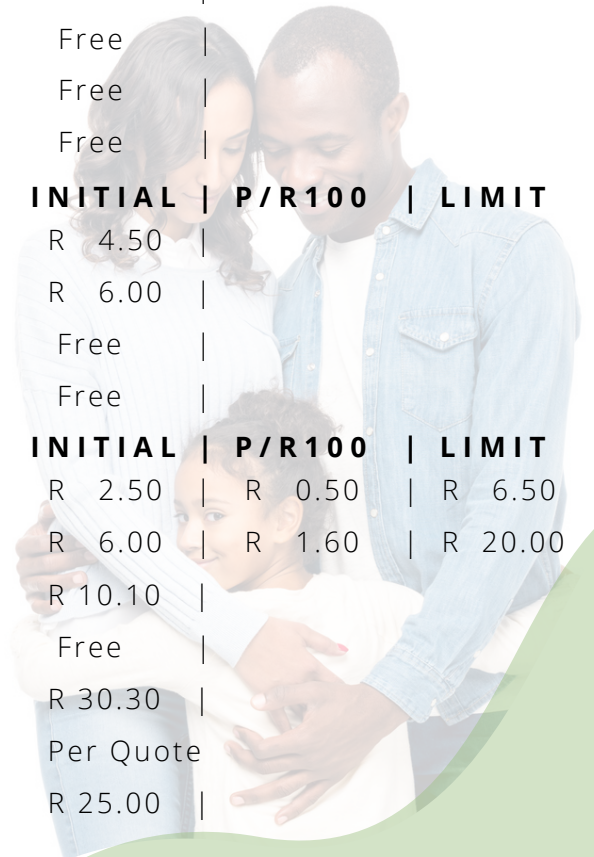 Free |
Free |
Free |
INITIAL | P/R100 | LIMIT
R 4.50 |
R 6.00 |
Free |
Free |
INITIAL | P/R100 | LIMIT
R 2.50 | R 0.50 | R 6.50
R 6.00 | R 1.60 | R 20.00
R 10.10 |
Free |
R 30.30 |
Per Quote
R 25.00 |